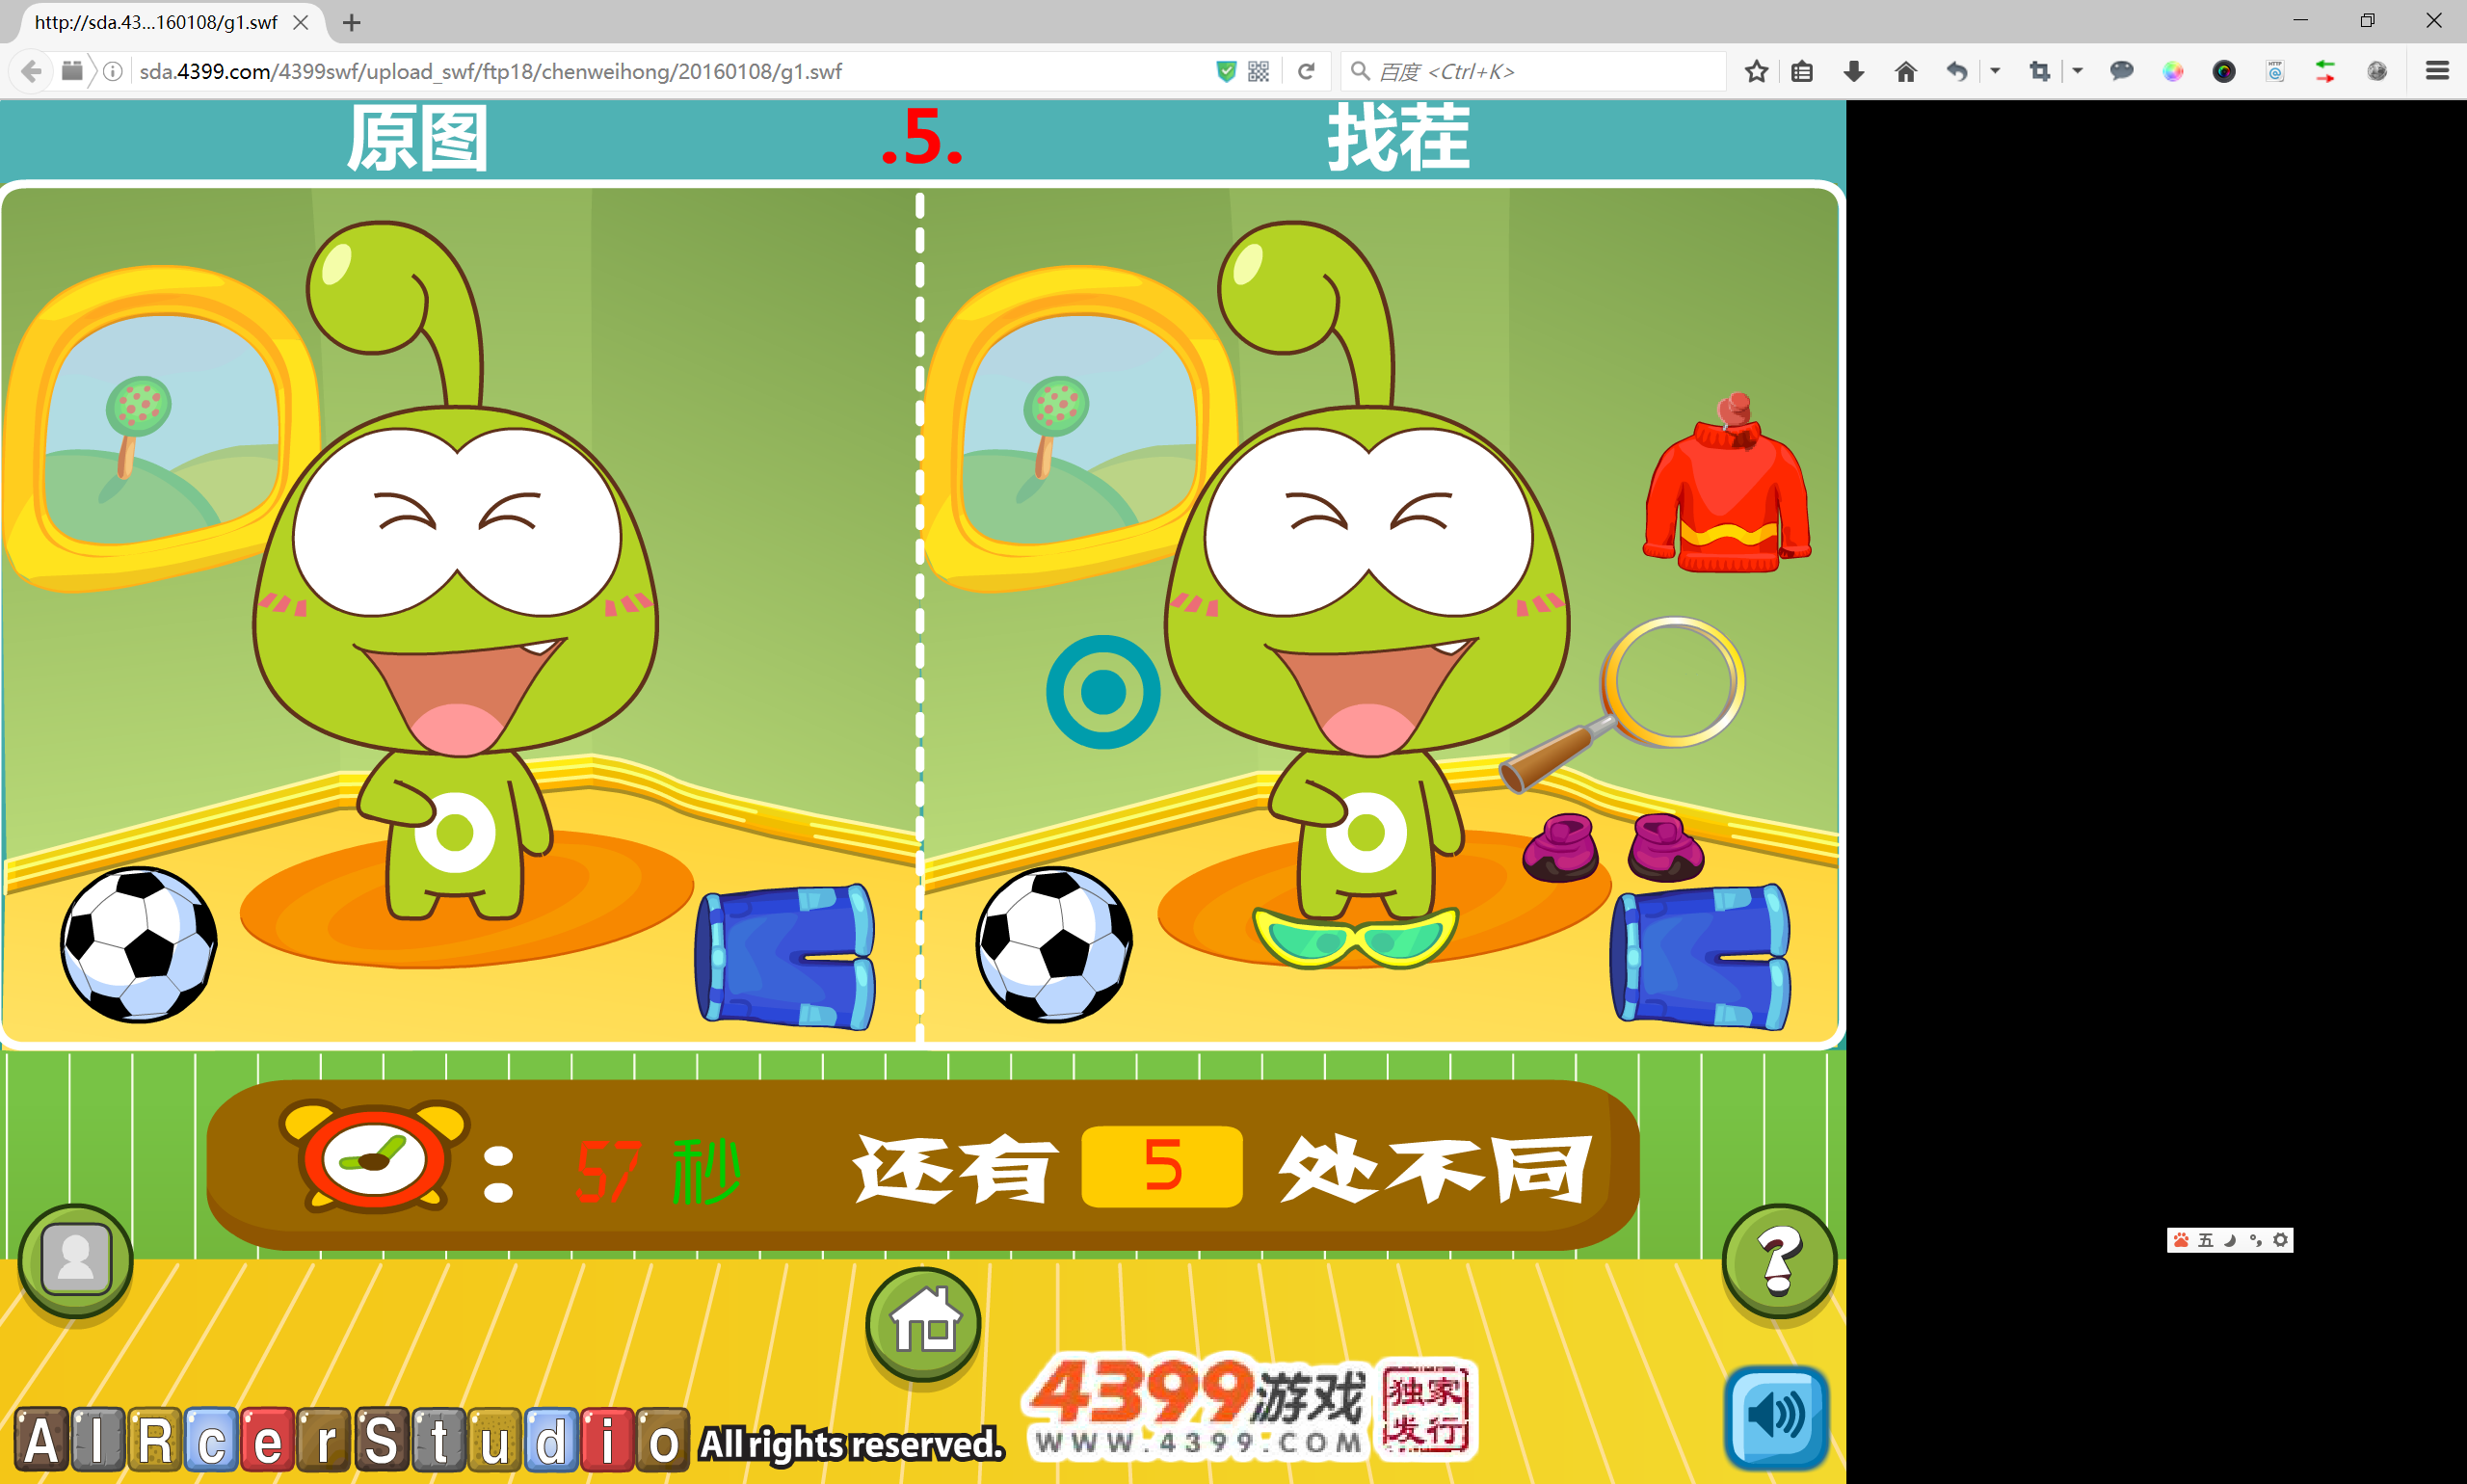 http://sda.43...160108/g1.swf
sda.4399.com/4399swf/upload_swf/ftp18/chenweihong/20160108/g1.swf
百度 <Ctrl+K>
原图
.5.
找茬
57 秒
还有 5 处不同
?
五
AIRcerStudio All rights reserved.
4399游戏
WWW.4399.COM
独家
发行